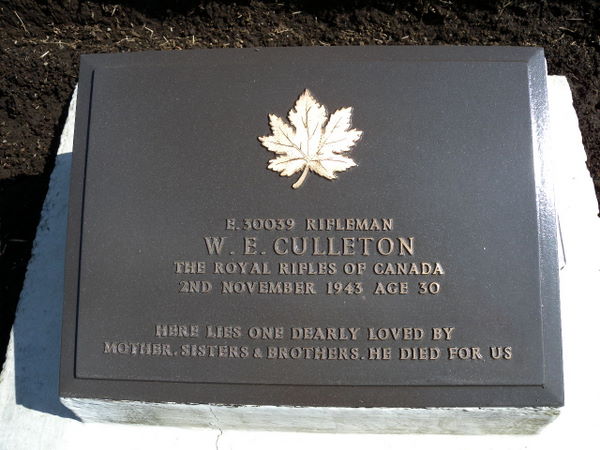 E.30039 RIFLEMAN
W. E. CULLETON
THE ROYAL RIFLES OF CANADA
2ND NOVEMBER 1943 AGE 30
HERE LIES ONE DEARLY LOVED BY
MOTHER, SISTERS & BROTHERS. HE DIED FOR US